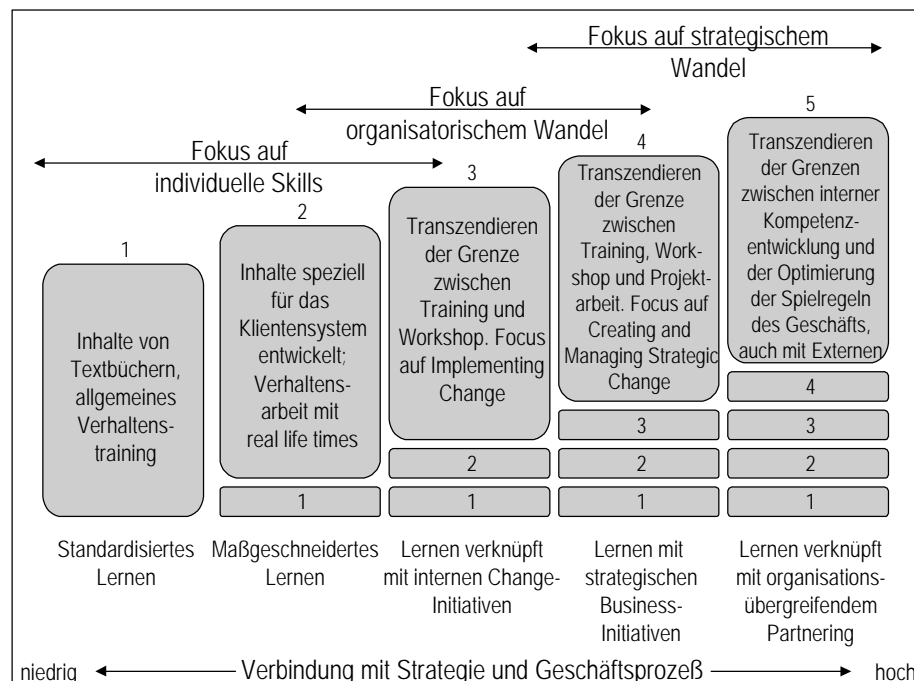 Fokus auf strategischem
Wandel
Fokus auf
organisatorischem Wandel
Fokus auf
individuelle Skills
1
Inhalte von
Textbüchern,
allgemeines
Verhaltens-
training
Standardisiertes
Lernen
2
Inhalte speziell
für das
Klientensystem
entwickelt;
Verhaltens-
arbeit mit
real life times
1
Maßgeschneidertes
Lernen
3
Transzendieren
der Grenze
zwischen
Training und
Workshop. Focus
auf Implementing
Change
2
1
Lernen verknüpft
mit internen Change-
Initiativen
4
Transzendieren
der Grenze
zwischen
Training, Work-
shop und Projekt-
arbeit. Focus auf
Creating and
Managing Strategic
Change
3
2
1
Lernen mit
strategischen
Business-
Initiativen
5
Transzendieren
der Grenzen
zwischen interner
Kompetenz-
entwicklung und
der Optimierung
der Spielregeln
des Geschäfts,
auch mit Externen
4
3
2
1
Lernen verknüpft
mit organisations-
übergreifendem
Partnering
niedrig Verbindung mit Strategie und Geschäftsprozeß hoch